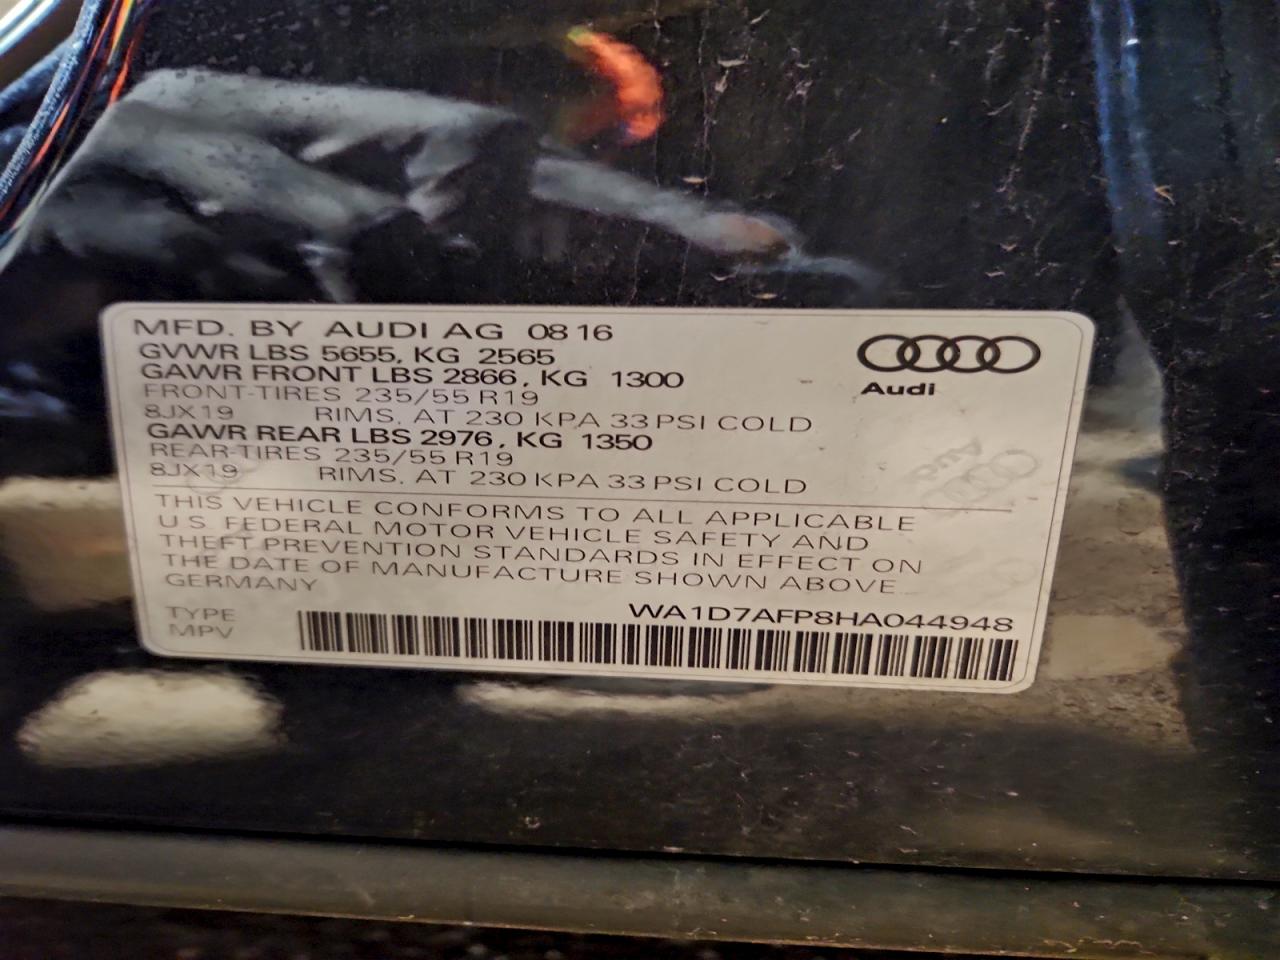 MFD. BY AUDI AG 08 16
GVWR LBS 5655, KG 2565
GAWR FRONT LBS 2866, KG 1300
FRONT-TIRES 235/55 R19
8JX19 RIMS, AT 230 KPA 33 PSI COLD
GAWR REAR LBS 2976, KG 1350
REAR-TIRES 235/55 R19
8JX19 RIMS, AT 230 KPA 33 PSI COLD
Audi
THIS VEHICLE CONFORMS TO ALL APPLICABLE
U.S. FEDERAL MOTOR VEHICLE SAFETY AND
THEFT PREVENTION STANDARDS IN EFFECT ON
THE DATE OF MANUFACTURE SHOWN ABOVE
GERMANY
WA1D7AFP8HA044948
TYPE
MPV
Audi